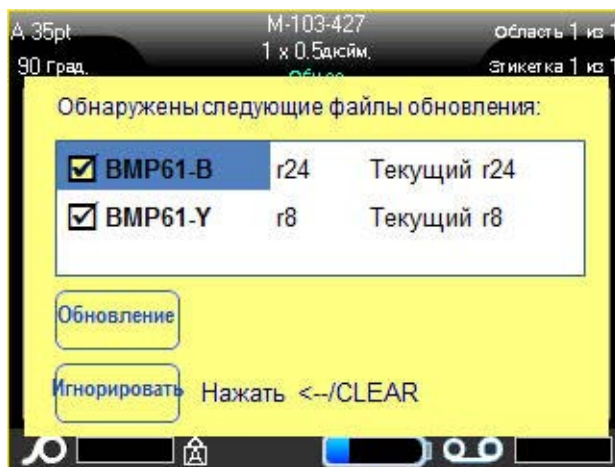 А 35pt
M-103-427
Область 1 из 1
90 Град.
1 x 0.5дюйм.
Этикетка 1 из 1
Обнаружены следующие файлы обновления:
BMP61-B r24 Текущий r24
BMP61-Y r8 Текущий r8
Обновление
Игнорировать Нажать <--/CLEAR